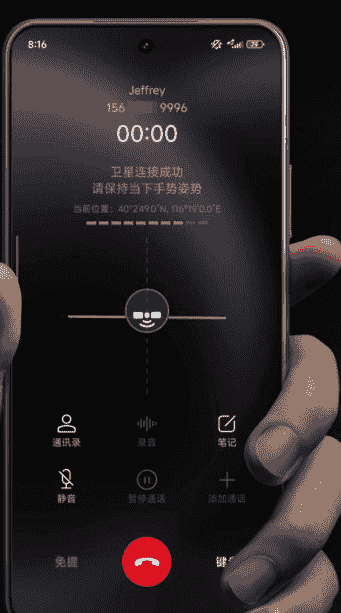 8:16
Jeffrey
156 9996
00:00
卫星连接成功
请保持当下手势姿势
当前位置：40°2'49.0"N, 116°19'0.0"E
通讯录
录音
笔记
静音
暂停通话
添加通话
免提